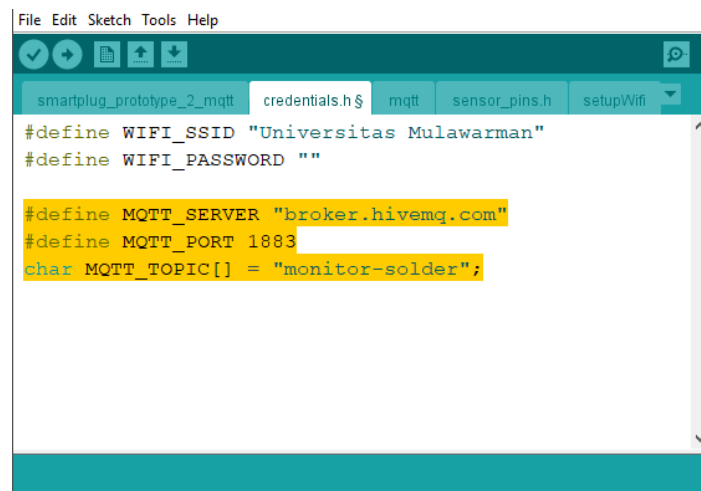 File Edit Sketch Tools Help
smartplug_prototype_2_mqtt credentials.h § mqtt sensor_pins.h setupWifi
#define WIFI_SSID "Universitas Mulawarman"
#define WIFI_PASSWORD ""
#define MQTT_SERVER "broker.hivemq.com"
#define MQTT_PORT 1883
char MQTT_TOPIC[] = "monitor-solder";